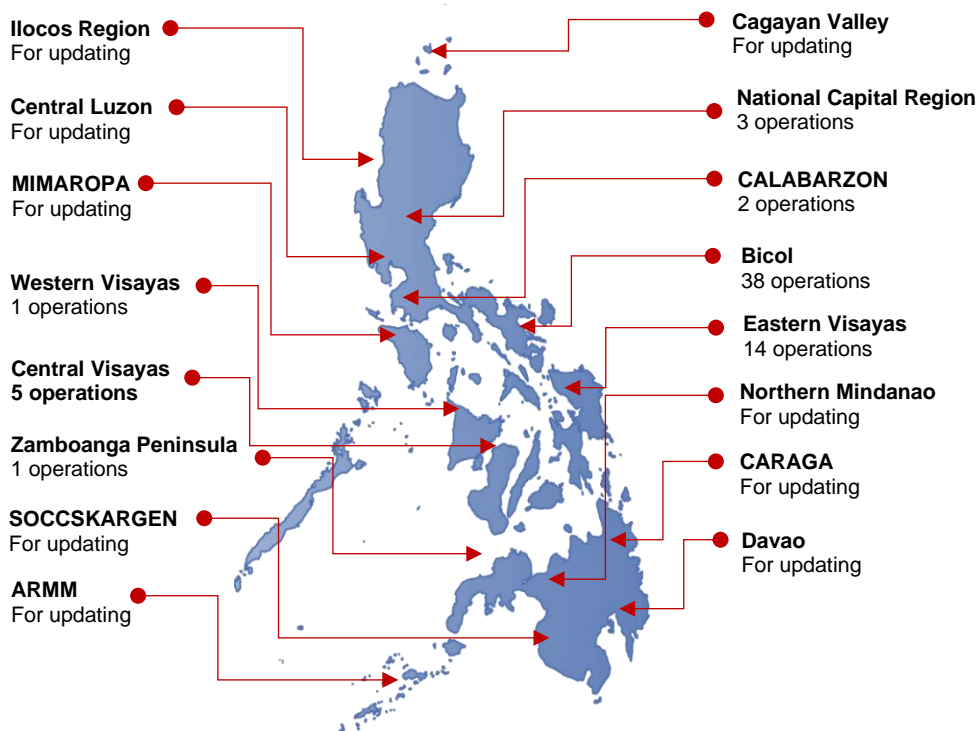 Ilocos Region
For updating
Central Luzon
For updating
MIMAROPA
For updating
Western Visayas
1 operations
Central Visayas
5 operations
Zamboanga Peninsula
1 operations
SOCCSKARGEN
For updating
ARMM
For updating
Cagayan Valley
For updating
National Capital Region
3 operations
CALABARZON
2 operations
Bicol
38 operations
Eastern Visayas
14 operations
Northern Mindanao
For updating
CARAGA
For updating
Davao
For updating